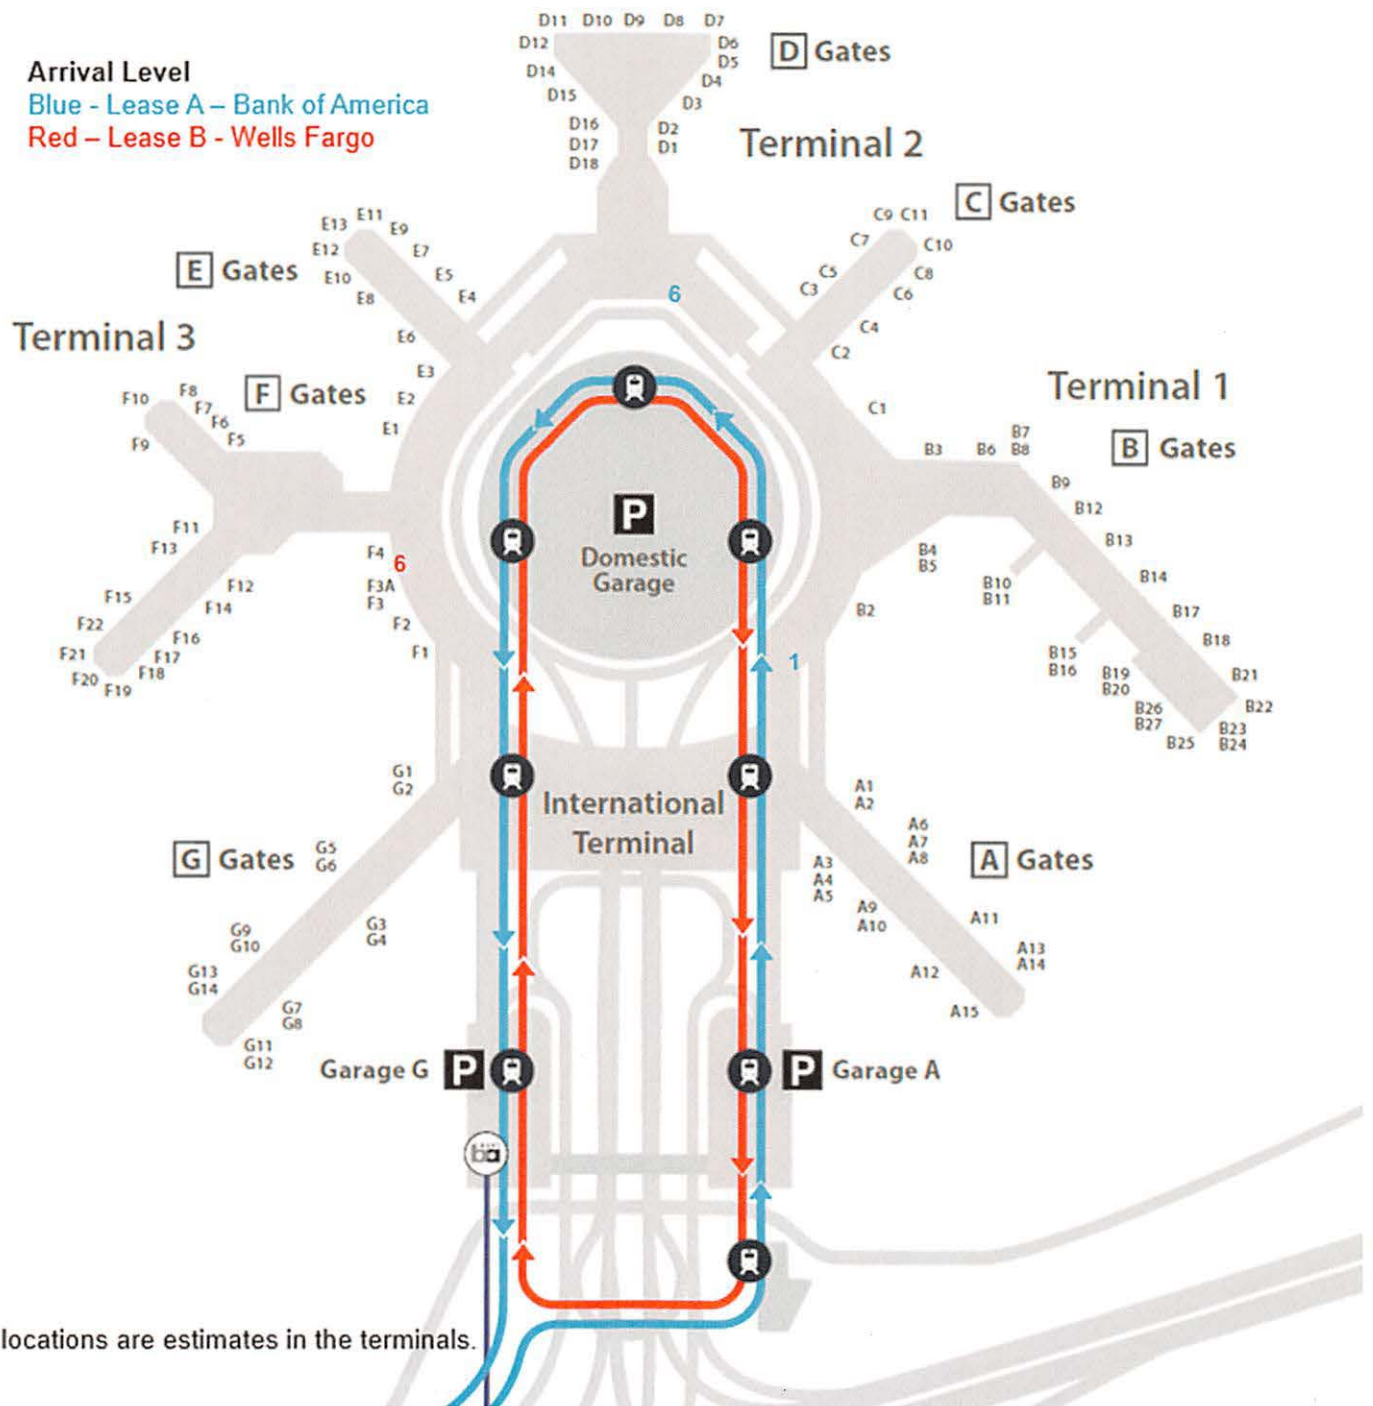 Arrival Level
Blue - Lease A – Bank of America
Red – Lease B - Wells Fargo
D11 D10 D9 D8 D7
D12
D6
D5
D14
D4
D15
D3
D16
D2
D17
D1
D18
D Gates
Terminal 2
C9 C11
C Gates
C7
C10
C5
C8
C3
C6
C4
C2
C1
E11
E13
E9
E12
E7
E10
E5
E8
E4
E6
E3
E2
E1
E Gates
Terminal 3
6
F8
F10
F7
F6
F9
F5
F Gates
F11
F13
F4
6
F3A
F3
F12
F15
F14
F22
F2
F16
F21
F17
F1
F18
F20
F19
P
Domestic
Garage
Terminal 1
B Gates
B7
B3 B6 B8
B9
B12
B13
B4
B5
B10
B11
B14
B2
B17
B18
B15
B16
B19
B20
B21
B26
B27
B22
B25
B23
B24
1
G1
G2
International
Terminal
A1
A2
G Gates
G5
G6
A6
A7
A8
A Gates
A3
A4
A5
A9
A10
A11
G3
G4
G9
G10
A13
A14
G13
G14
A12
G7
G8
A15
G11
G12
Garage G P
P Garage A
ba
locations are estimates in the terminals.